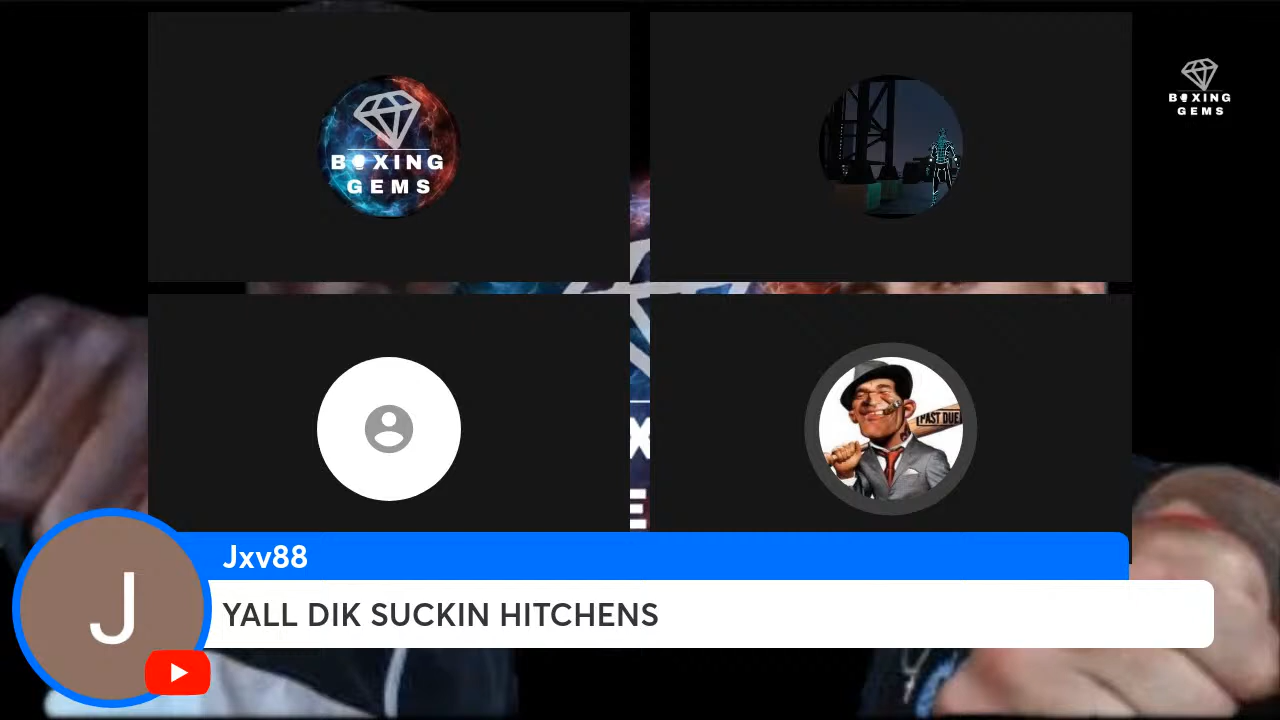 BOXING
GEMS
BOXING
GEMS
PAST DUE
X
E
Jxv88
J
YALL DIK SUCKIN HITCHENS